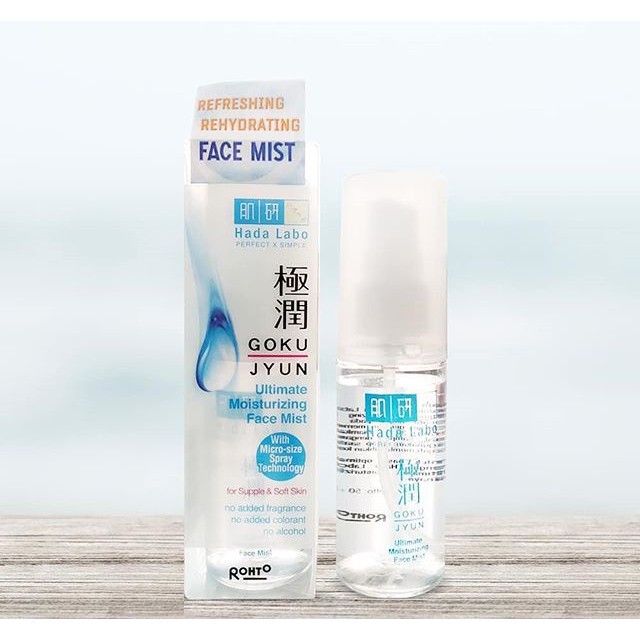 REFRESHING
REHYDRATING
FACE MIST
肌研
Hada Labo
PERFECT X SIMPLE
極
潤
GOKU
JYUN
Ultimate
Moisturizing
Face Mist
With
Micro-size
Spray
Technology
for Supple & Soft Skin
no added fragrance
no added colorant
no alcohol
Face Mist
ROHTO
肌研
Hada Labo
極
潤
GOKU
JYUN
Ultimate
Moisturizing
Face Mist
ROHTO